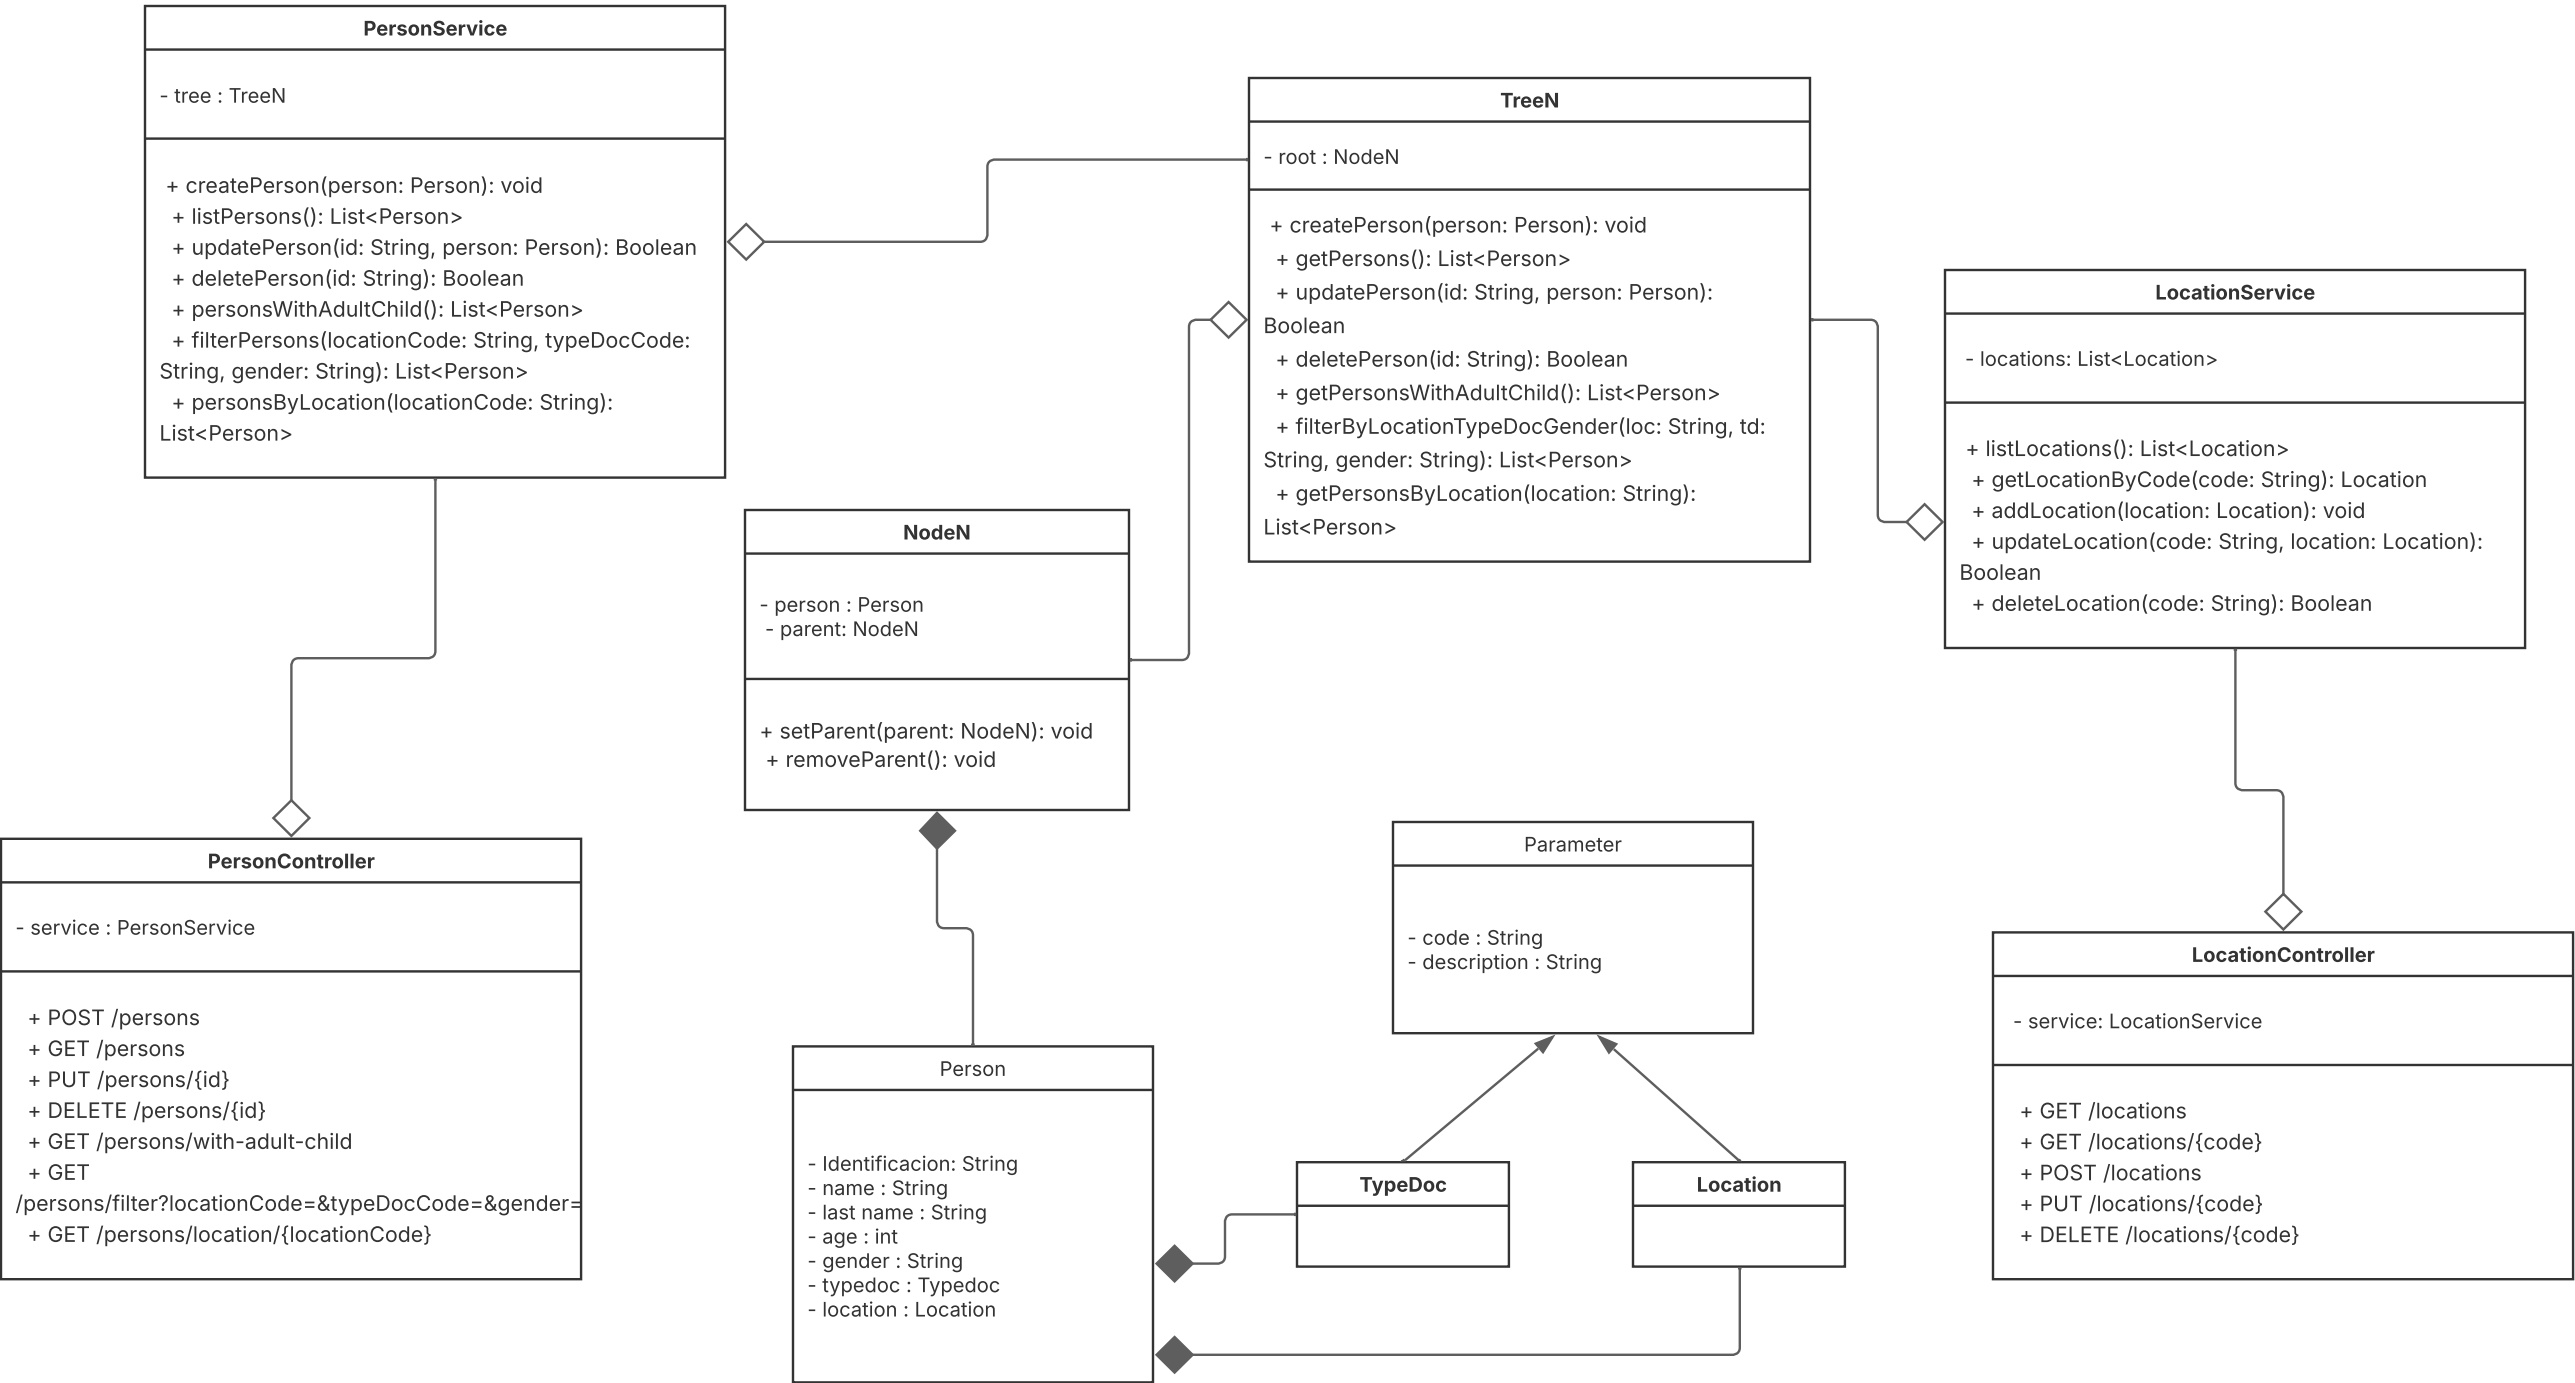 PersonService
- tree : TreeN
+ createPerson(person: Person): void
+ listPersons(): List<Person>
+ updatePerson(id: String, person: Person): Boolean
+ deletePerson(id: String): Boolean
+ personsWithAdultChild(): List<Person>
+ filterPersons(locationCode: String, typeDocCode:
String, gender: String): List<Person>
+ personsByLocation(locationCode: String):
List<Person>
TreeN
- root : NodeN
+ createPerson(person: Person): void
+ getPersons(): List<Person>
+ updatePerson(id: String, person: Person):
Boolean
+ deletePerson(id: String): Boolean
+ getPersonsWithAdultChild(): List<Person>
+ filterByLocationTypeDocGender(loc: String, td:
String, gender: String): List<Person>
+ getPersonsByLocation(location: String):
List<Person>
LocationService
- locations: List<Location>
+ listLocations(): List<Location>
+ getLocationByCode(code: String): Location
+ addLocation(location: Location): void
+ updateLocation(code: String, location: Location):
Boolean
+ deleteLocation(code: String): Boolean
NodeN
- person : Person
- parent: NodeN
+ setParent(parent: NodeN): void
+ removeParent(): void
PersonController
- service : PersonService
+ POST /persons
+ GET /persons
+ PUT /persons/{id}
+ DELETE /persons/{id}
+ GET /persons/with-adult-child
+ GET
/persons/filter?locationCode=&typeDocCode=&gender=
+ GET /persons/location/{locationCode}
Parameter
- code : String
- description : String
LocationController
- service: LocationService
+ GET /locations
+ GET /locations/{code}
+ POST /locations
+ PUT /locations/{code}
+ DELETE /locations/{code}
Person
- Identificacion: String
- name : String
- last name : String
- age : int
- gender : String
- typedoc : Typedoc
- location : Location
TypeDoc
Location